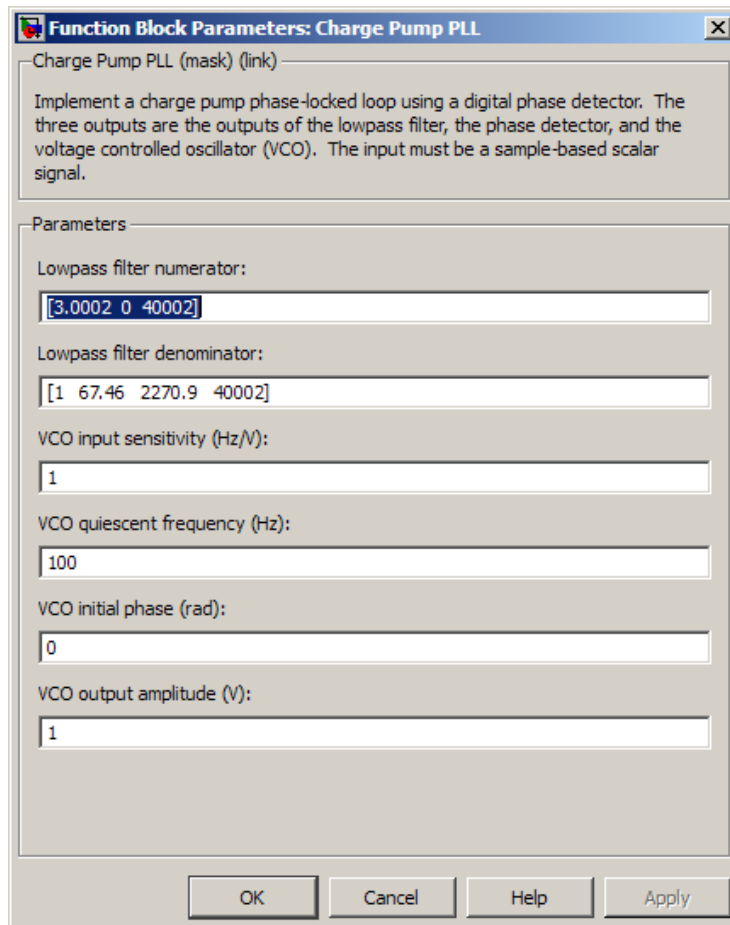 Function Block Parameters: Charge Pump PLL
Charge Pump PLL (mask) (link)
Implement a charge pump phase-locked loop using a digital phase detector. The
three outputs are the outputs of the lowpass filter, the phase detector, and the
voltage controlled oscillator (VCO). The input must be a sample-based scalar
signal.
Parameters
Lowpass filter numerator:
[3.0002 0 40002]
Lowpass filter denominator:
[1 67.46 2270.9 40002]
VCO input sensitivity (Hz/V):
1
VCO quiescent frequency (Hz):
100
VCO initial phase (rad):
0
VCO output amplitude (V):
1
OK Cancel Help Apply